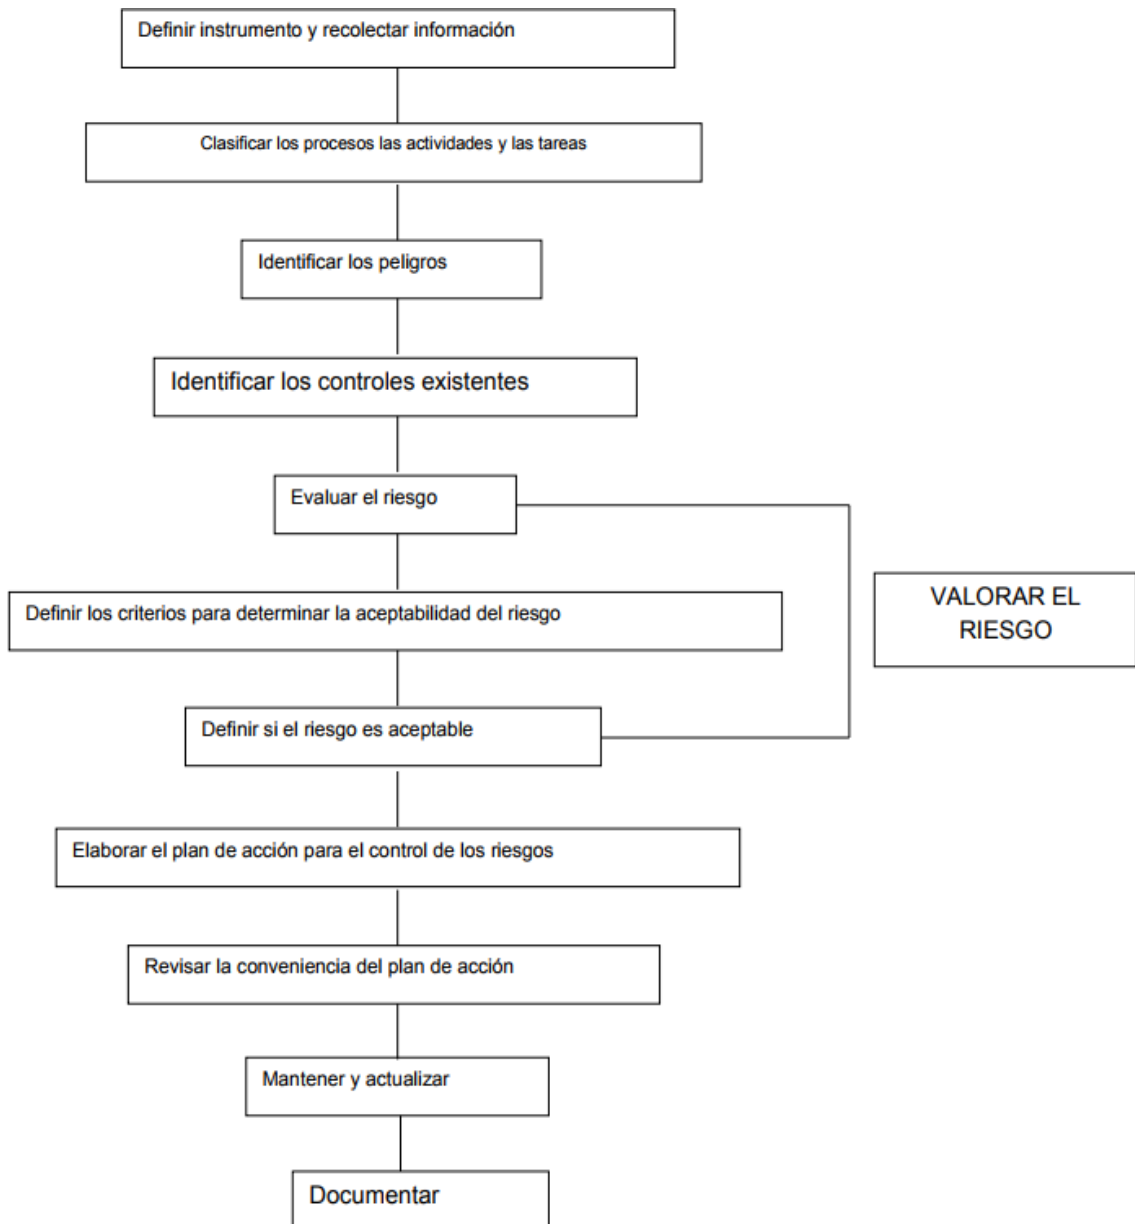 Definir instrumento y recolectar información
Clasificar los procesos las actividades y las tareas
Identificar los peligros
Identificar los controles existentes
Evaluar el riesgo
Definir los criterios para determinar la aceptabilidad del riesgo
VALORAR EL
RIESGO
Definir si el riesgo es aceptable
Elaborar el plan de acción para el control de los riesgos
Revisar la conveniencia del plan de acción
Mantener y actualizar
Documentar